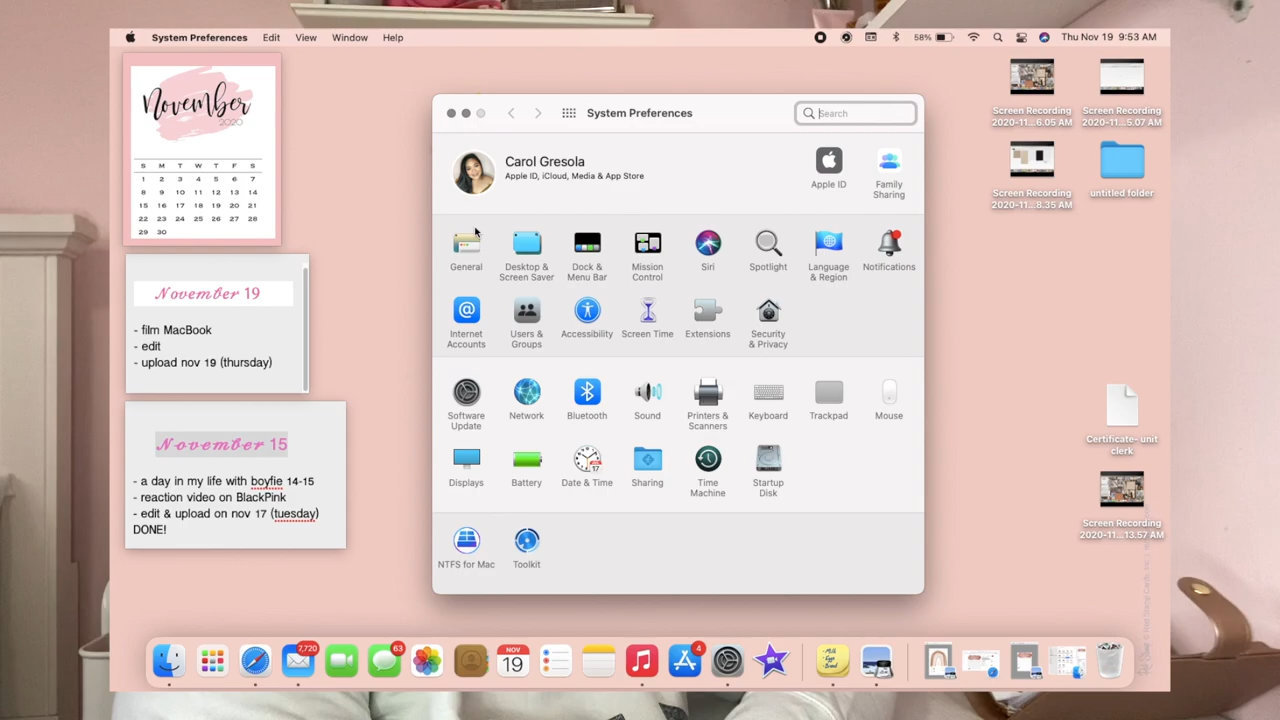 System Preferences Edit View Window Help
58% Thu Nov 19 9:53 AM
November
2020
S M T W T F S
1 2 3 4 5 6 7
8 9 10 11 12 13 14
15 16 17 18 19 20 21
22 23 24 25 26 27 28
29 30
November 19
- film MacBook
- edit
- upload nov 19 (thursday)
November 15
- a day in my life with boyfie 14-15
- reaction video on BlackPink
- edit & upload on nov 17 (tuesday)
DONE!
System Preferences
Search
Carol Gresola
Apple ID, iCloud, Media & App Store
Apple ID
Family
Sharing
General
Desktop &
Screen Saver
Dock &
Menu Bar
Mission
Control
Siri
Spotlight
Language
& Region
Notifications
Internet
Accounts
Users &
Groups
Accessibility
Screen Time
Extensions
Security
& Privacy
Software
Update
Network
Bluetooth
Sound
Printers &
Scanners
Keyboard
Trackpad
Mouse
Displays
Battery
Date & Time
Sharing
Time
Machine
Startup
Disk
NTFS for Mac
Toolkit
Screen Recording
2020-11...6.05 AM
Screen Recording
2020-11...5.07 AM
Screen Recording
2020-11...8.35 AM
untitled folder
Certificate- unit
clerk
Screen Recording
2020-11...13.57 AM
7,720
63
NOV
19
4